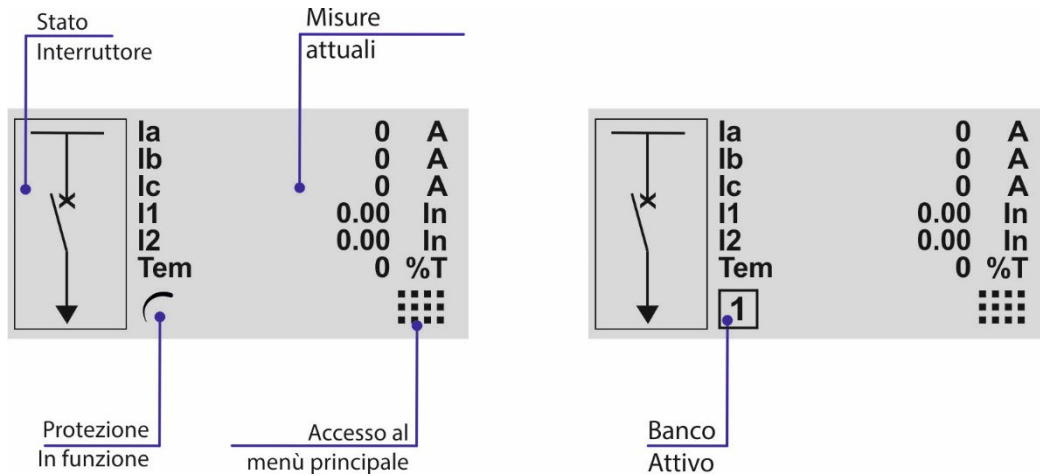 Stato
Interruttore
Misure
attuali
Ia 0 A
Ib 0 A
Ic 0 A
I1 0.00 In
I2 0.00 In
Tem 0 %T
Protezione
In funzione
Accesso al
menù principale
Ia 0 A
Ib 0 A
Ic 0 A
I1 0.00 In
I2 0.00 In
Tem 0 %T
1
Banco
Attivo